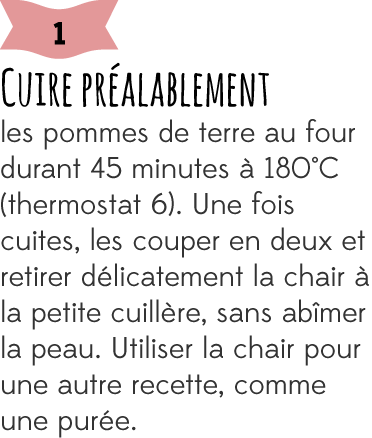 1
Cuire préalablement
les pommes de terre au four
durant 45 minutes à 180°C
(thermostat 6). Une fois
cuites, les couper en deux et
retirer délicatement la chair à
la petite cuillère, sans abîmer
la peau. Utiliser la chair pour
une autre recette, comme
une purée.